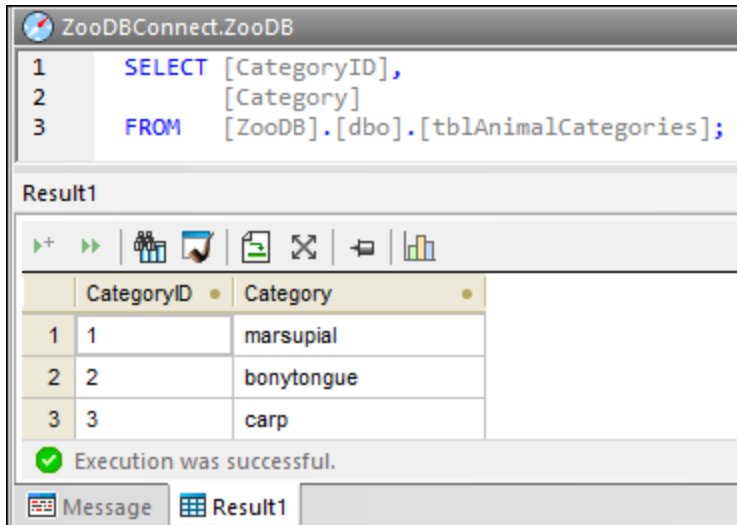 ZooDBConnect.ZooDB
1 SELECT [CategoryID],
2 [Category]
3 FROM [ZooDB].[dbo].[tblAnimalCategories];
Result1
CategoryID Category
1 1 marsupial
2 2 bonytongue
3 3 carp
Execution was successful.
Message Result1